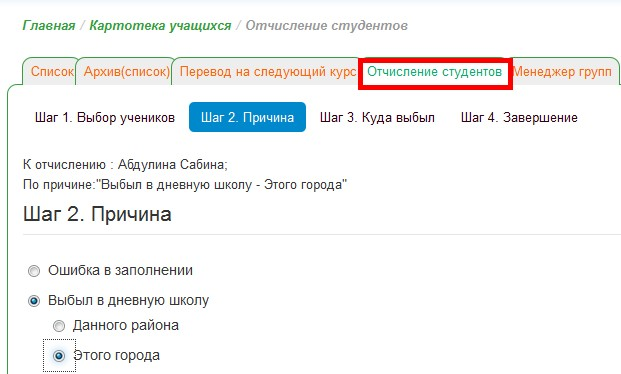 Главная / Картотека учащихся / Отчисление студентов
Список Архив(список) Перевод на следующий курс Отчисление студентов Менеджер групп
Шаг 1. Выбор учеников Шаг 2. Причина Шаг 3. Куда выбыл Шаг 4. Завершение
К отчислению : Абдулина Сабина;
По причине:"Выбыл в дневную школу - Этого города"
Шаг 2. Причина
Ошибка в заполнении
Выбыл в дневную школу
Данного района
Этого города